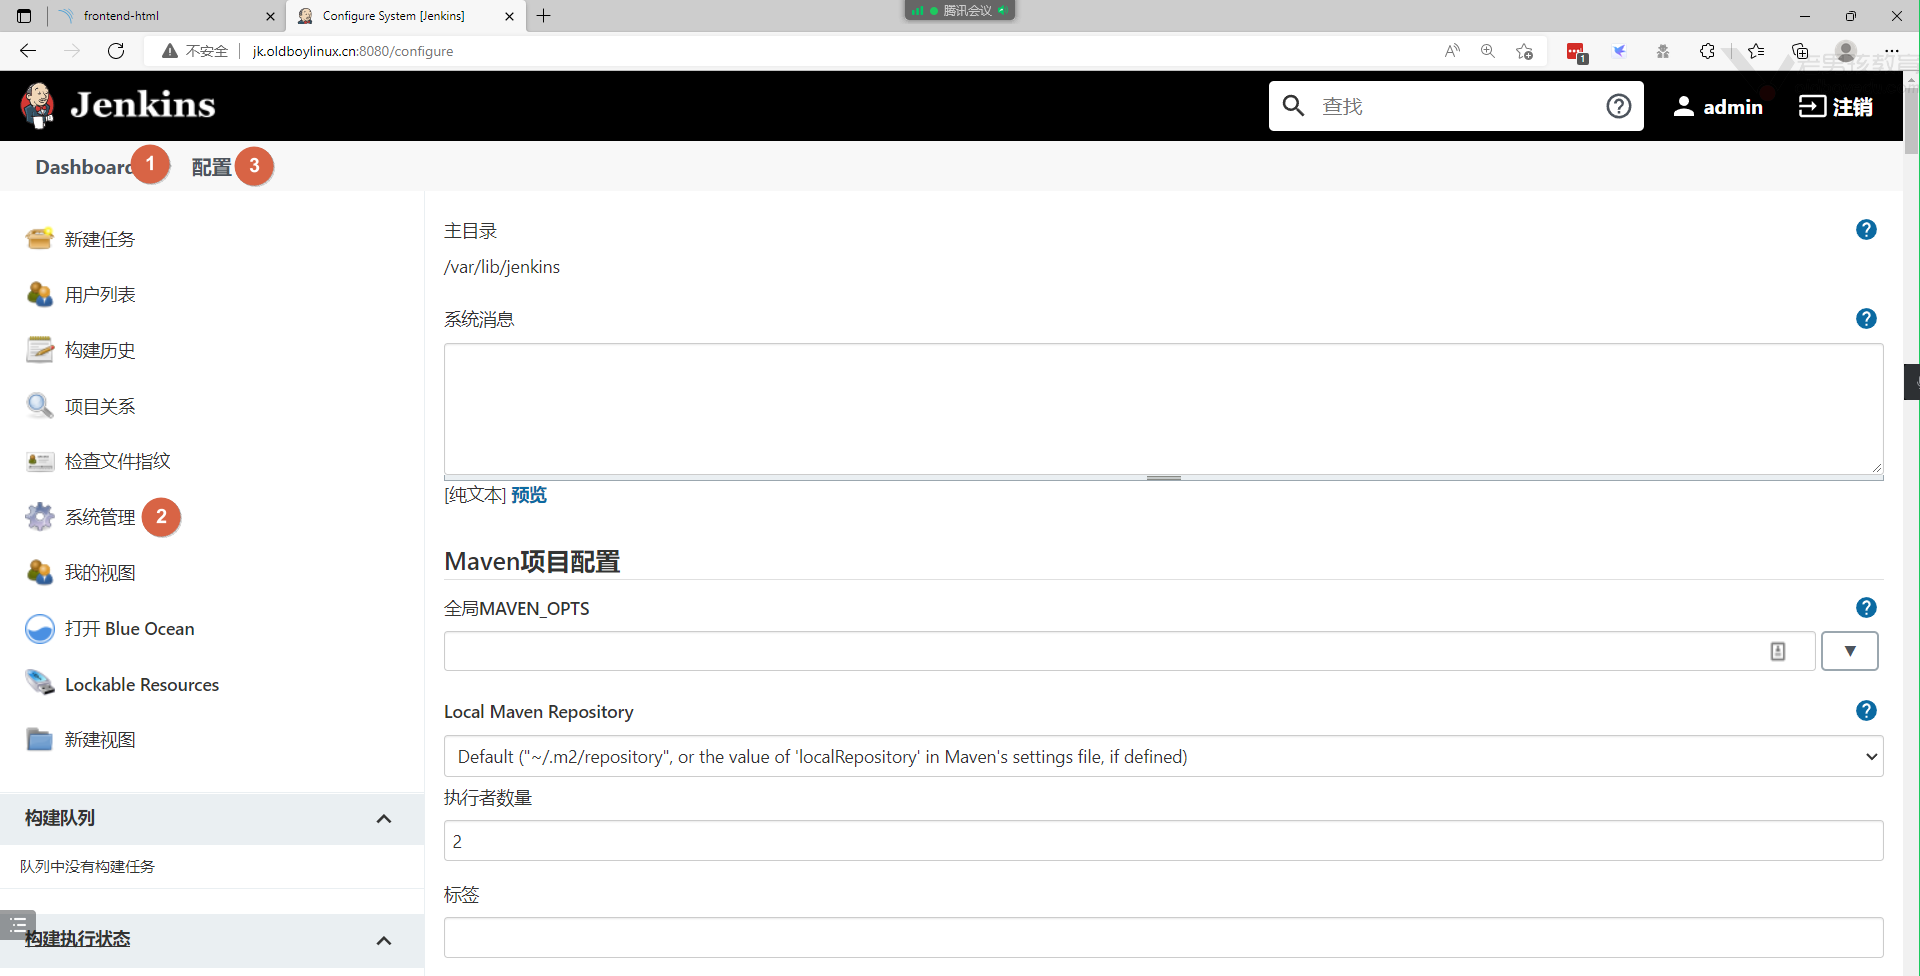 frontend-html
Configure System [Jenkins]
腾讯会议
不安全
jk.oldboylinux.cn:8080/configure
1
Jenkins
查找
admin
注销
Dashboard
1
配置
3
新建任务
用户列表
构建历史
项目关系
检查文件指纹
系统管理
2
我的视图
打开 Blue Ocean
Lockable Resources
新建视图
构建队列
队列中没有构建任务
构建执行状态
主目录
/var/lib/jenkins
系统消息
[纯文本] 预览
Maven项目配置
全局MAVEN_OPTS
Local Maven Repository
Default ("~/.m2/repository", or the value of 'localRepository' in Maven's settings file, if defined)
执行者数量
2
标签